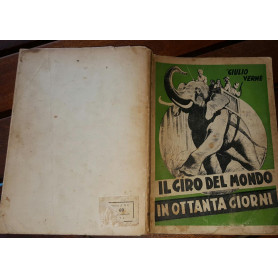 GIULIO
VERNE
IL GIRO DEL MONDO
IN OTTANTA GIORNI